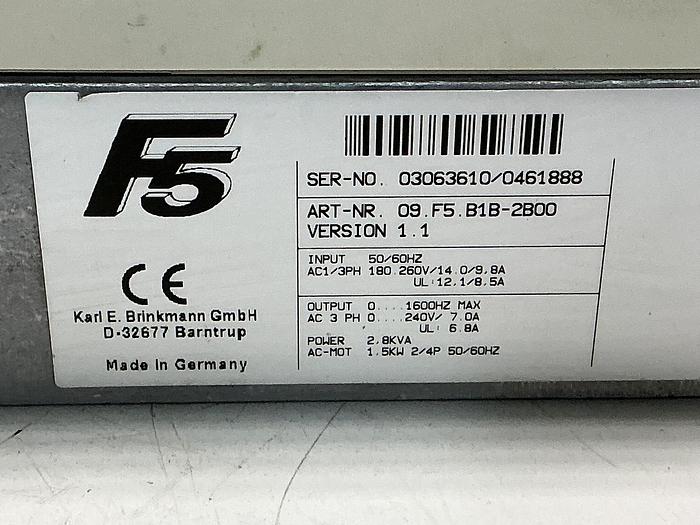 F5
CE
Karl E. Brinkmann GmbH
D-32677 Barntrup
Made in Germany
SER-NO. 03063610/0461888
ART-NR. 09.F5.B1B-2B00
VERSION 1.1
INPUT 50/60HZ
AC1/3PH 180.260V/14.0/9.8A
UL:12.1/8.5A
OUTPUT 0....1600HZ MAX
AC 3 PH 0....240V/ 7.0A
UL: 6.8A
POWER 2.8KVA
AC-MOT 1.5KW 2/4P 50/60HZ